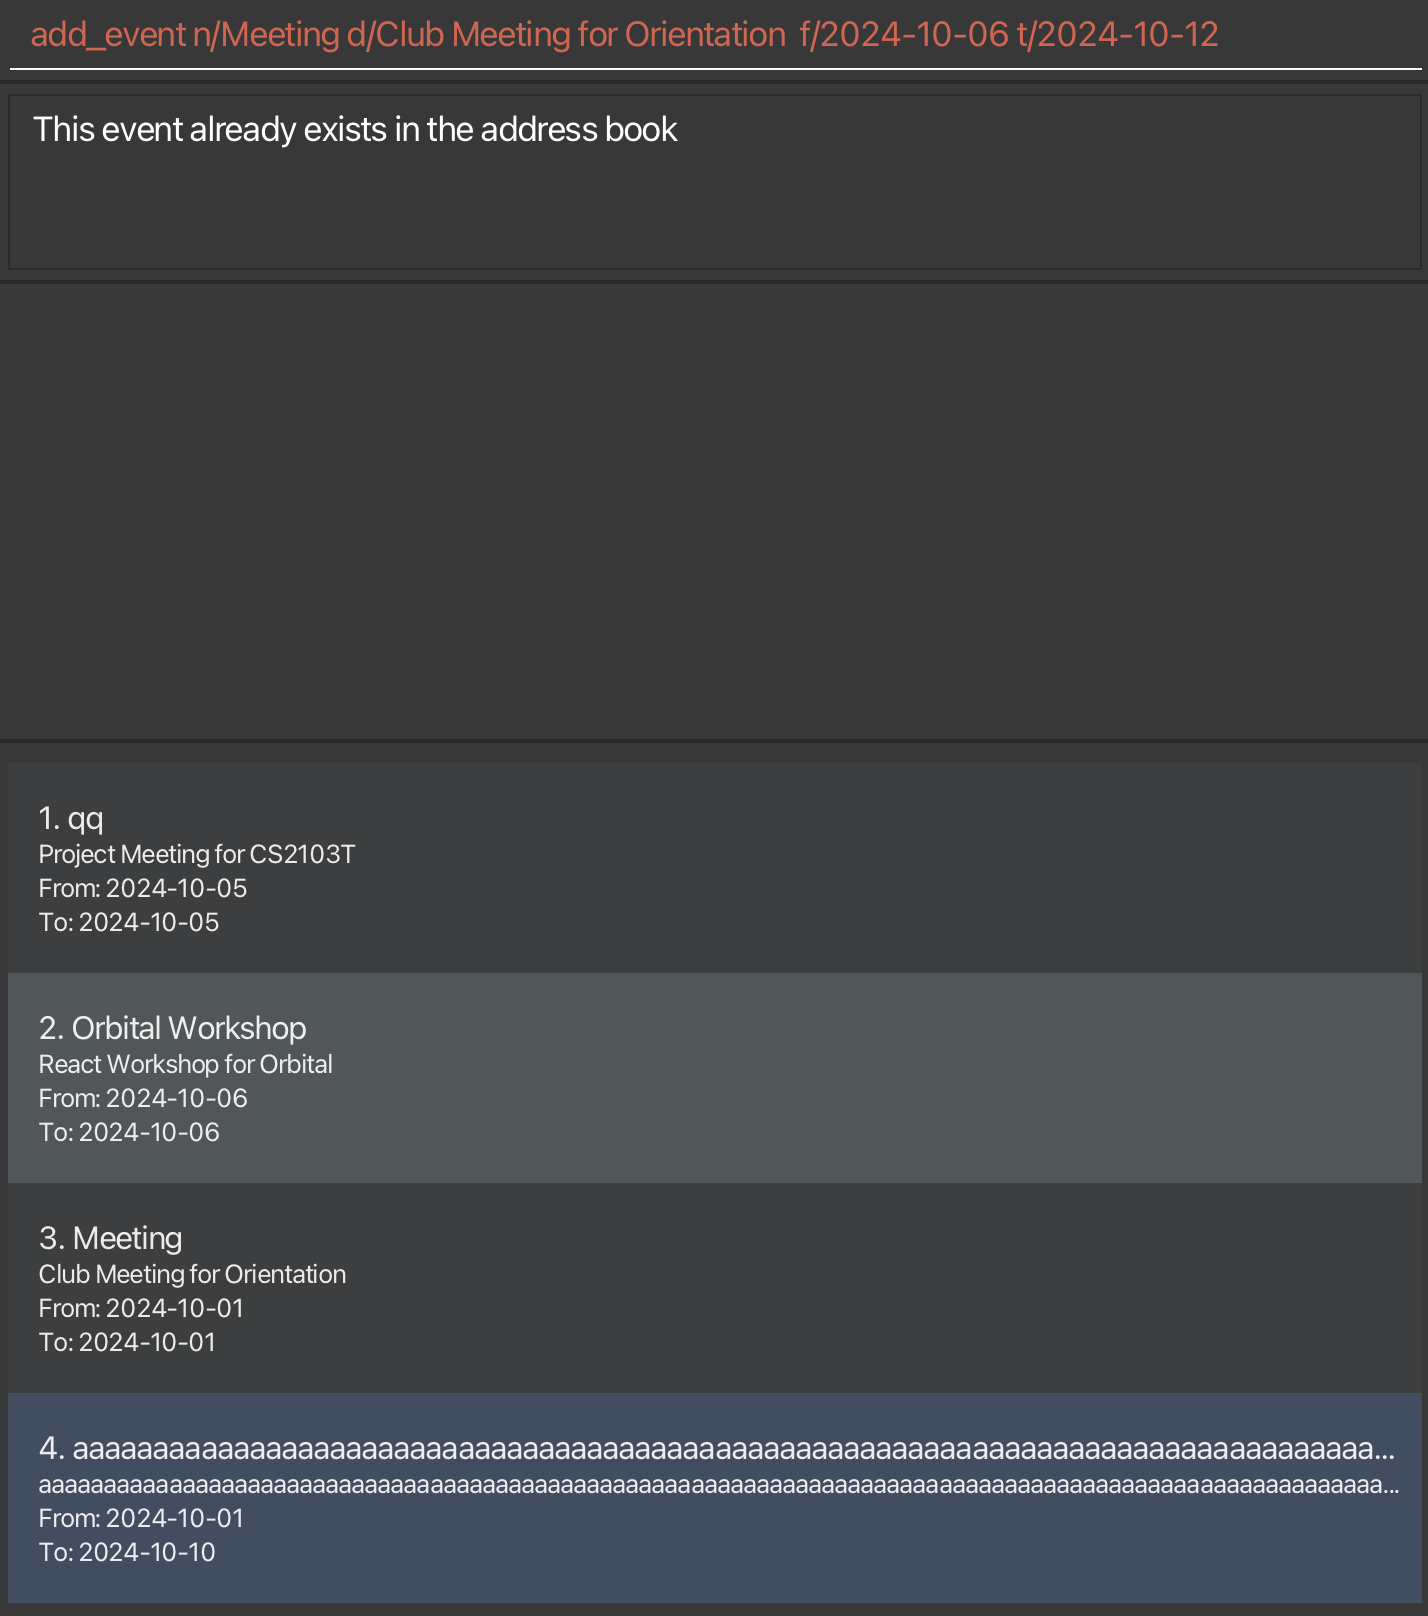 add_event n/Meeting d/Club Meeting for Orientation  f/2024-10-06 t/2024-10-12
This event already exists in the address book
1. qq
Project Meeting for CS2103T
From: 2024-10-05
To: 2024-10-05
2. Orbital Workshop
React Workshop for Orbital
From: 2024-10-06
To: 2024-10-06
3. Meeting
Club Meeting for Orientation
From: 2024-10-01
To: 2024-10-01
4. aaaaaaaaaaaaaaaaaaaaaaaaaaaaaaaaaaaaaaaaaaaaaaaaaaaaaaaaaaaaaaaaaaaaaaaaaaaaaaaaa...
aaaaaaaaaaaaaaaaaaaaaaaaaaaaaaaaaaaaaaaaaaaaaaaaaaaaaaaaaaaaaaaaaaaaaaaaaaaaaaaaaaaaaaaaaaaaaaaaaaaaaaa...
From: 2024-10-01
To: 2024-10-10